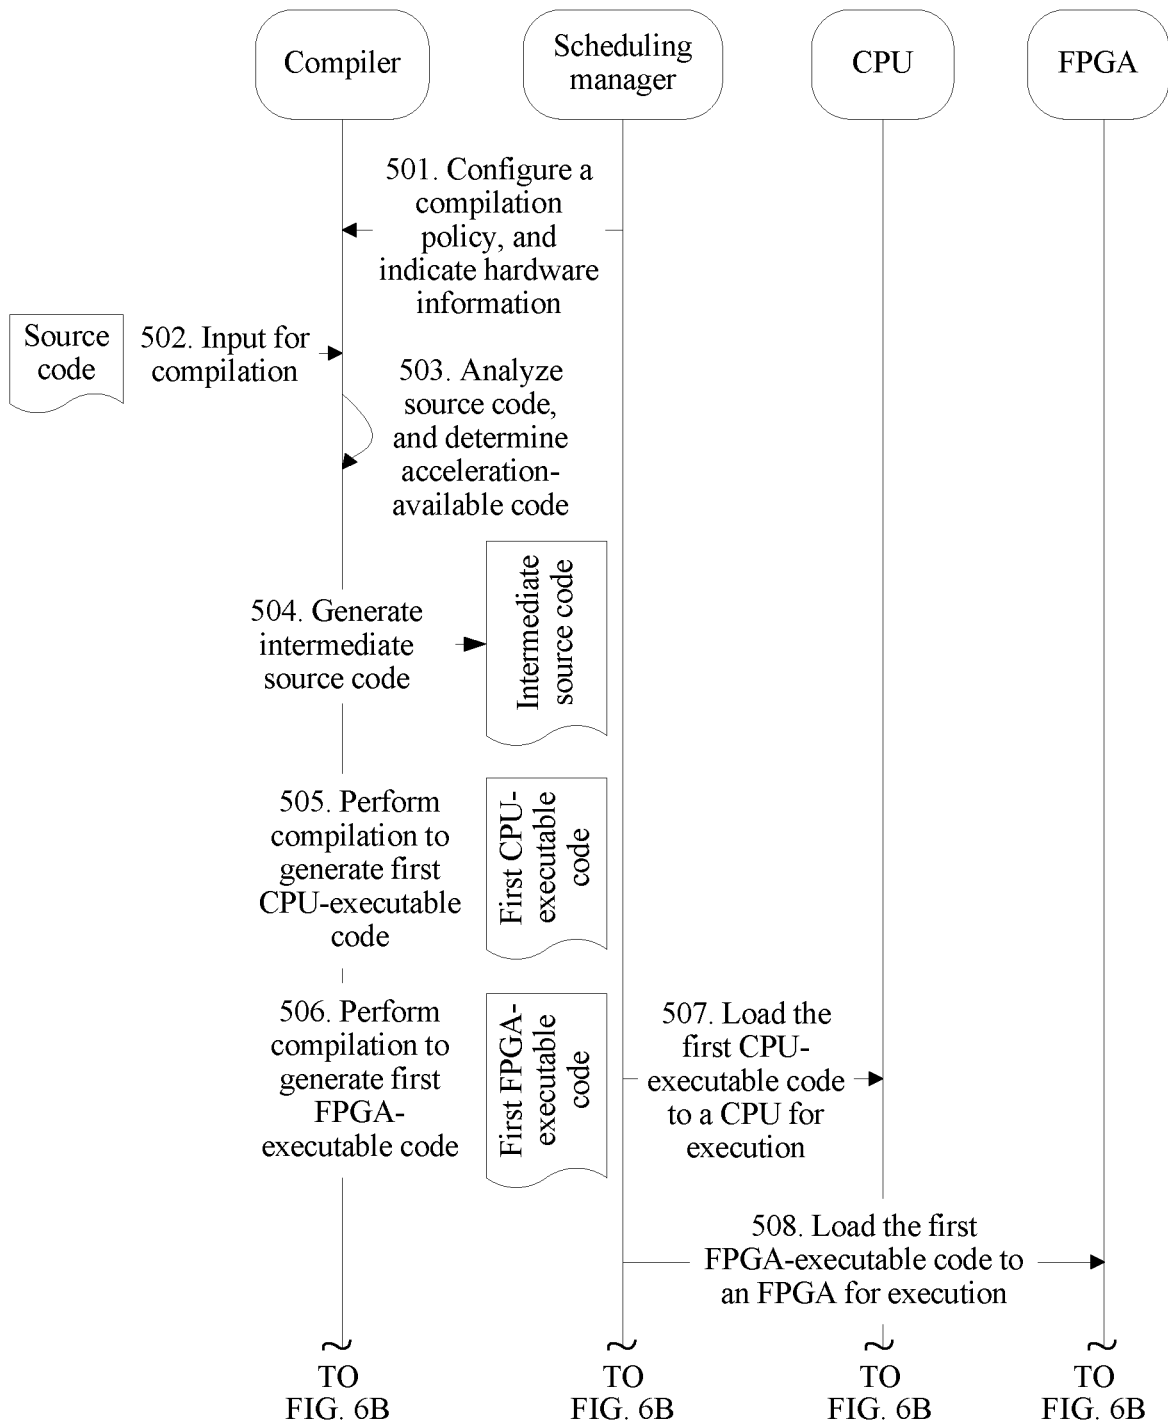 Compiler
Scheduling
manager
CPU
FPGA
501. Configure a
compilation
policy, and
indicate hardware
information
Source
code
502. Input for
compilation
503. Analyze
source code,
and determine
acceleration-
available code
504. Generate
intermediate
source code
Intermediate
source code
505. Perform
compilation to
generate first
CPU-executable
code
First CPU-
executable
code
506. Perform
compilation to
generate first
FPGA-
executable code
First FPGA-
executable
code
507. Load the
first CPU-
executable code
to a CPU for
execution
508. Load the first
FPGA-executable code to
an FPGA for execution
TO
FIG. 6B
TO
FIG. 6B
TO
FIG. 6B
TO
FIG. 6B